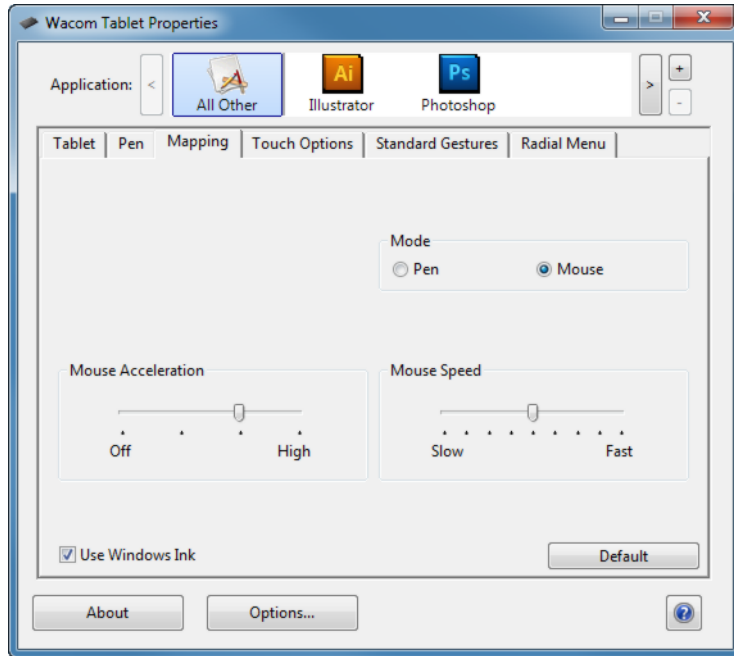 Wacom Tablet Properties
Application: < > + -
Ai Ps
All Other Illustrator Photoshop
Tablet Pen Mapping Touch Options Standard Gestures Radial Menu
Mode
Pen Mouse
Mouse Acceleration Mouse Speed
Off High Slow Fast
Use Windows Ink Default
About Options... ?